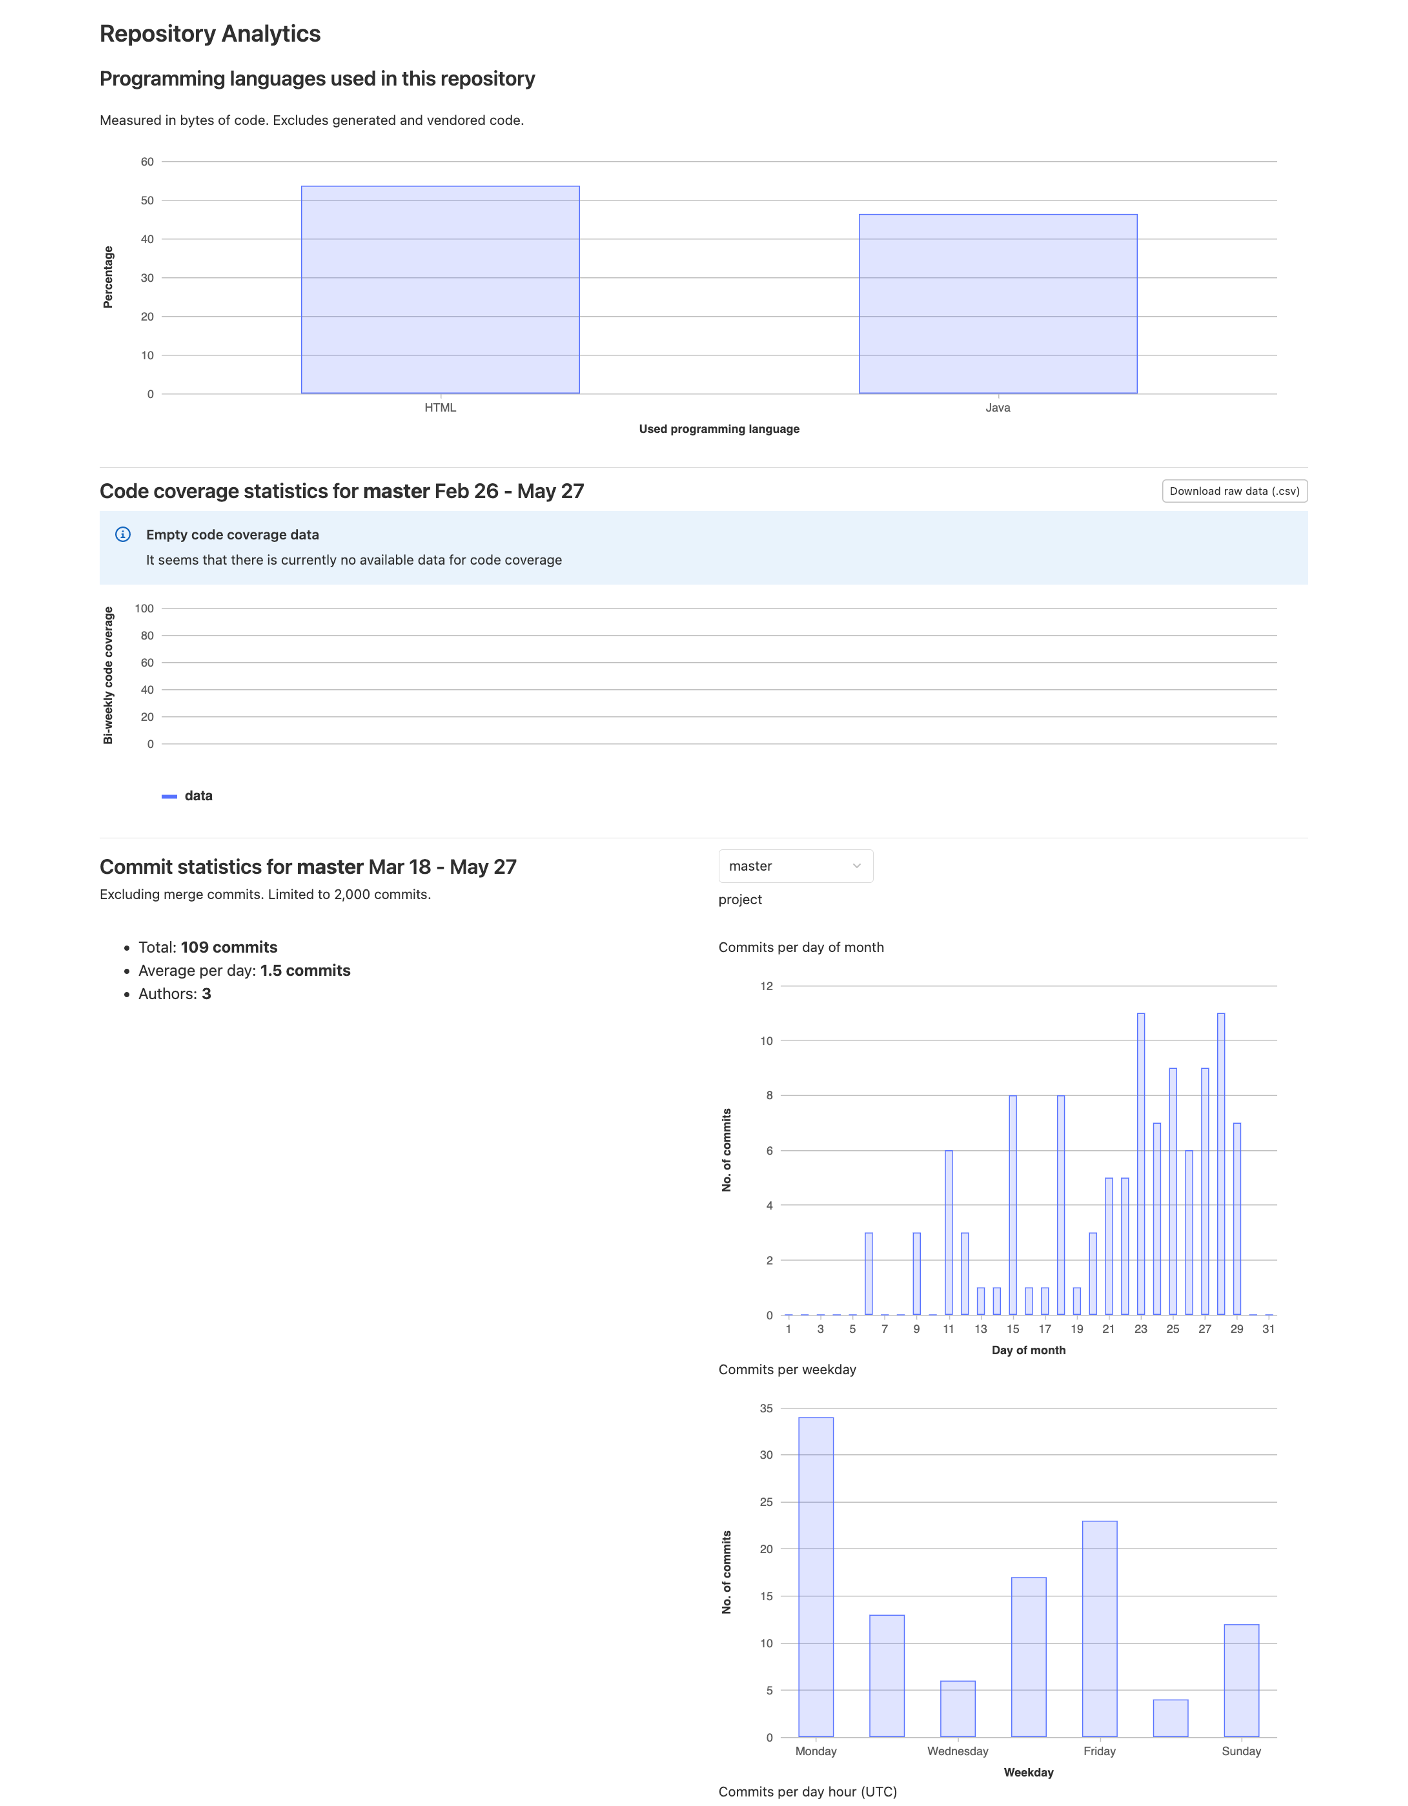 Repository Analytics
Programming languages used in this repository
Measured in bytes of code. Excludes generated and vendored code.
60
50
40
30
20
10
0
Percentage
HTML
Java
Used programming language
Code coverage statistics for master Feb 26 - May 27
Download raw data (.csv)
Empty code coverage data
It seems that there is currently no available data for code coverage
100
80
60
40
20
0
Bi-weekly code coverage
data
Commit statistics for master Mar 18 - May 27
Excluding merge commits. Limited to 2,000 commits.
Total: 109 commits
Average per day: 1.5 commits
Authors: 3
master
project
Commits per day of month
12
10
8
6
4
2
0
No. of commits
1 3 5 7 9 11 13 15 17 19 21 23 25 27 29 31
Day of month
Commits per weekday
35
30
25
20
15
10
5
0
No. of commits
Monday Wednesday Friday Sunday
Weekday
Commits per day hour (UTC)